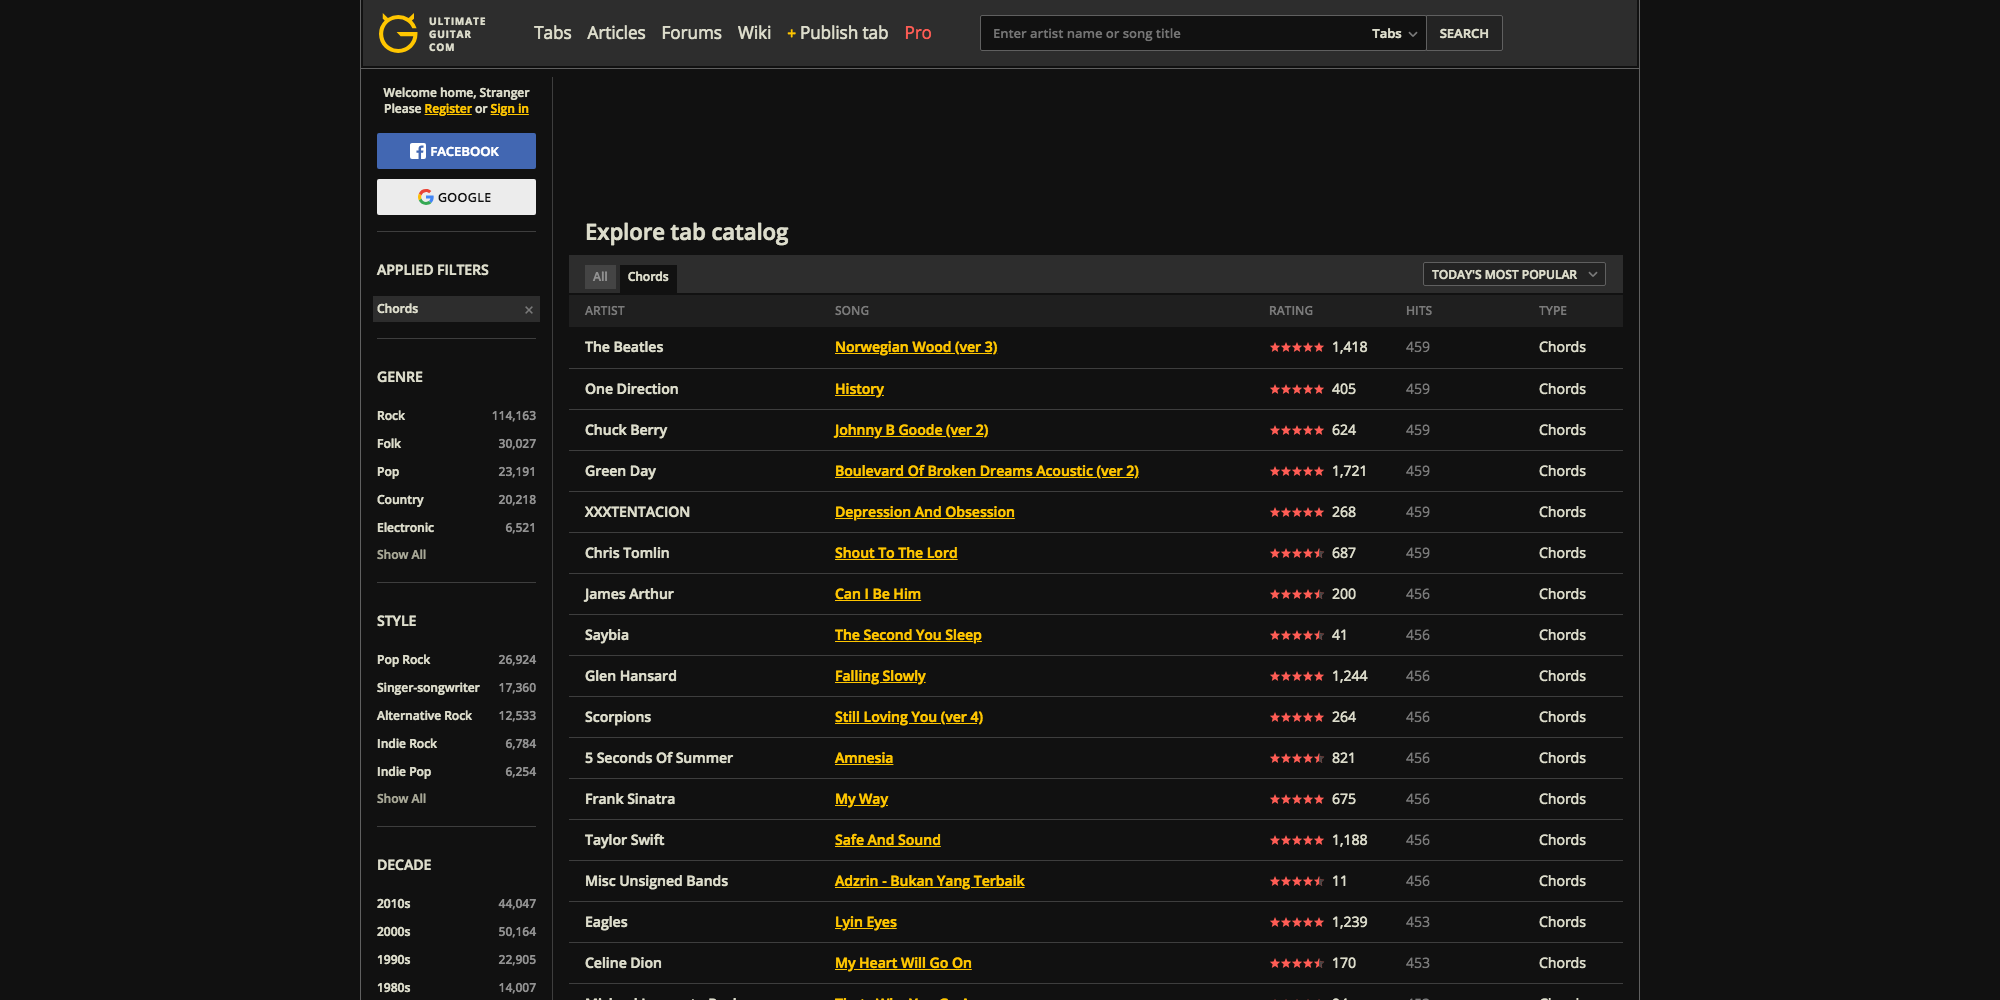 ULTIMATE
GUITAR
COM
Tabs Articles Forums Wiki + Publish tab Pro
Enter artist name or song title Tabs SEARCH
Welcome home, Stranger
Please Register or Sign in
FACEBOOK
GOOGLE
APPLIED FILTERS
Chords ×
GENRE
Rock 114,163
Folk 30,027
Pop 23,191
Country 20,218
Electronic 6,521
Show All
STYLE
Pop Rock 26,924
Singer-songwriter 17,360
Alternative Rock 12,533
Indie Rock 6,784
Indie Pop 6,254
Show All
DECADE
2010s 44,047
2000s 50,164
1990s 22,905
1980s 14,007
Explore tab catalog
All Chords TODAY'S MOST POPULAR
ARTIST SONG RATING HITS TYPE
The Beatles Norwegian Wood (ver 3) 1,418 459 Chords
One Direction History 405 459 Chords
Chuck Berry Johnny B Goode (ver 2) 624 459 Chords
Green Day Boulevard Of Broken Dreams Acoustic (ver 2) 1,721 459 Chords
XXXTENTACION Depression And Obsession 268 459 Chords
Chris Tomlin Shout To The Lord 687 459 Chords
James Arthur Can I Be Him 200 456 Chords
Saybia The Second You Sleep 41 456 Chords
Glen Hansard Falling Slowly 1,244 456 Chords
Scorpions Still Loving You (ver 4) 264 456 Chords
5 Seconds Of Summer Amnesia 821 456 Chords
Frank Sinatra My Way 675 456 Chords
Taylor Swift Safe And Sound 1,188 456 Chords
Misc Unsigned Bands Adzrin - Bukan Yang Terbaik 11 456 Chords
Eagles Lyin Eyes 1,239 453 Chords
Celine Dion My Heart Will Go On 170 453 Chords